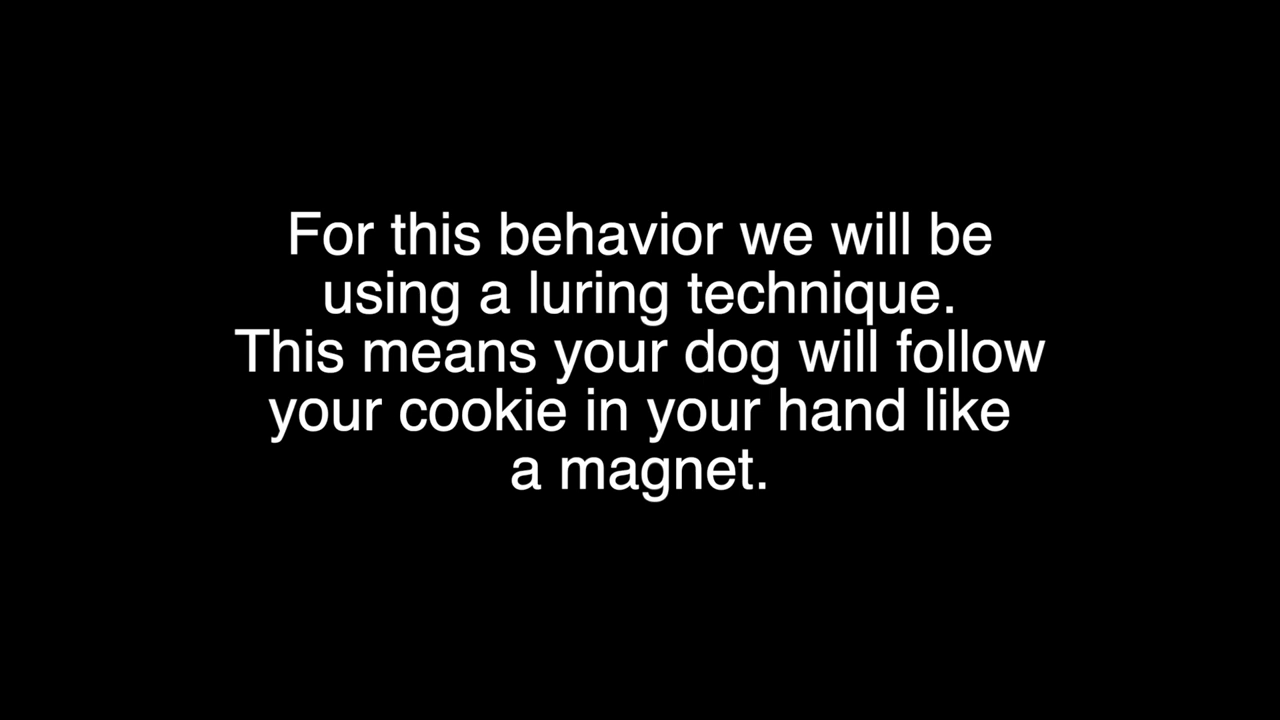 For this behavior we will be
using a luring technique.
This means your dog will follow
your cookie in your hand like
a magnet.